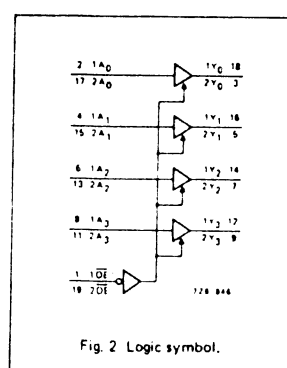 2 1A0 1Y0 18
17 2A0 2Y0 3
4 1A1 1Y1 16
15 2A1 2Y1 5
6 1A2 1Y2 14
13 2A2 2Y2 7
8 1A3 1Y3 12
11 2A3 2Y3 9
1 1OE
19 2OE
Fig. 2 Logic symbol.